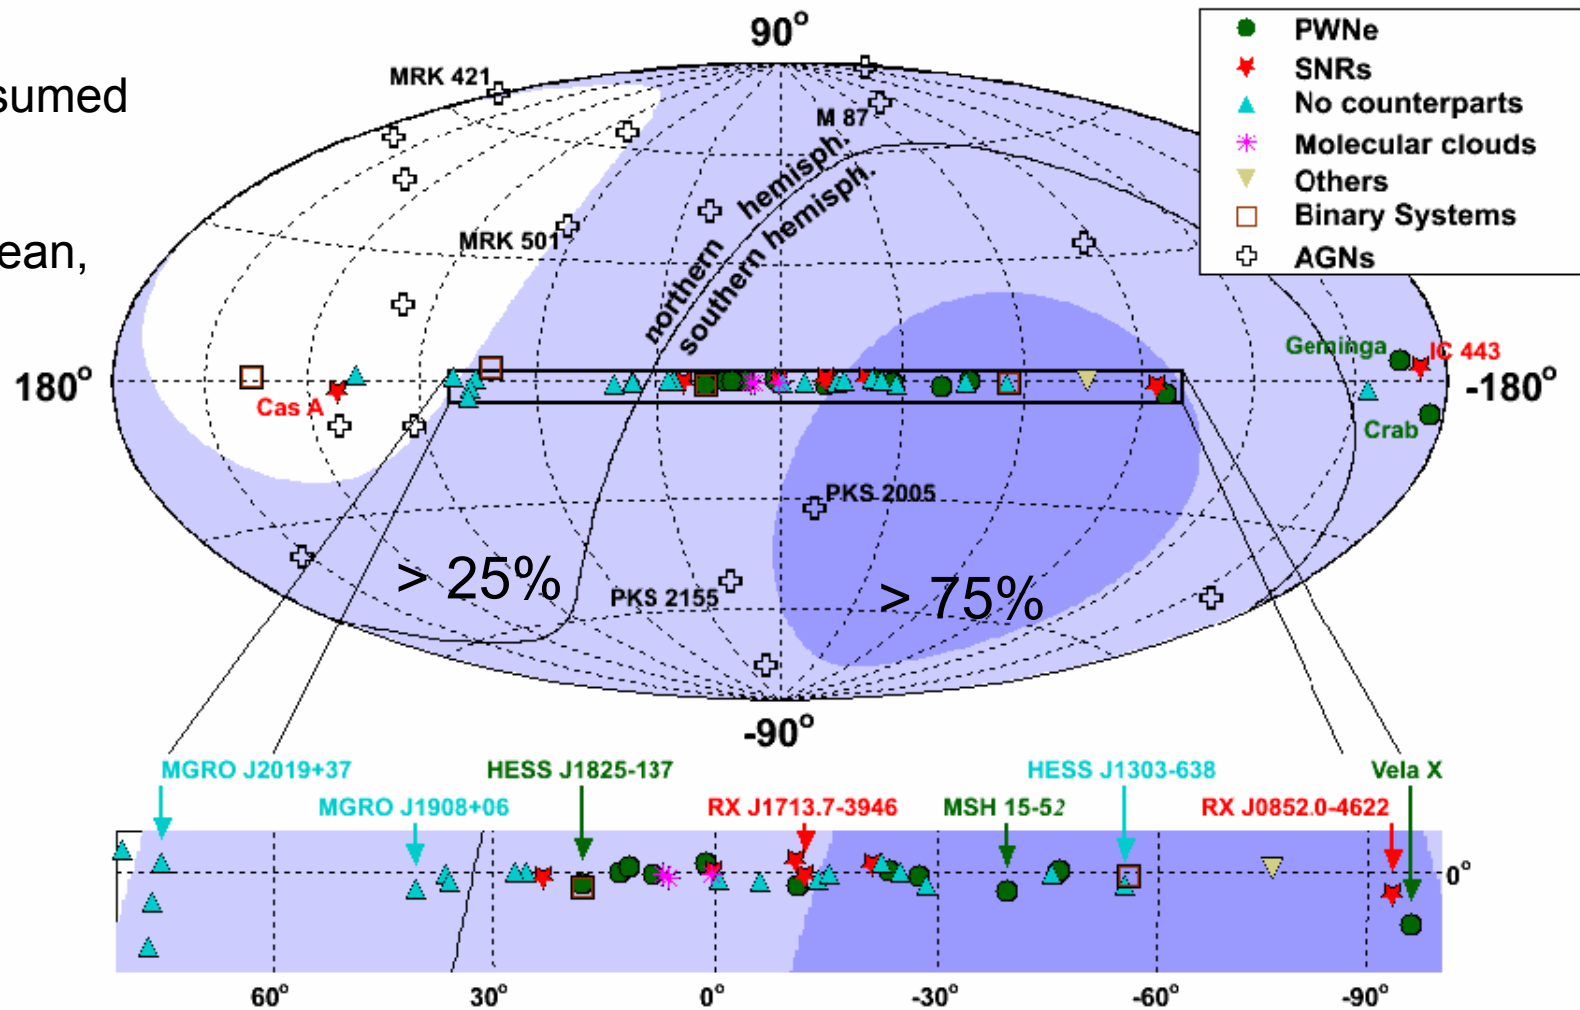 sumed
ean,
90°
MRK 421
M 87
northern hemisph.
southern hemisph.
MRK 501
180°
-180°
Cas A
Geminga
IC 443
Crab
PKS 2005
> 25%
PKS 2155
> 75%
-90°
PWNe
SNRs
No counterparts
Molecular clouds
Others
Binary Systems
AGNs
MGRO J2019+37
HESS J1825-137
HESS J1303-638
Vela X
MGRO J1908+06
RX J1713.7-3946
MSH 15-52
RX J0852.0-4622
0°
60°
30°
0°
-30°
-60°
-90°